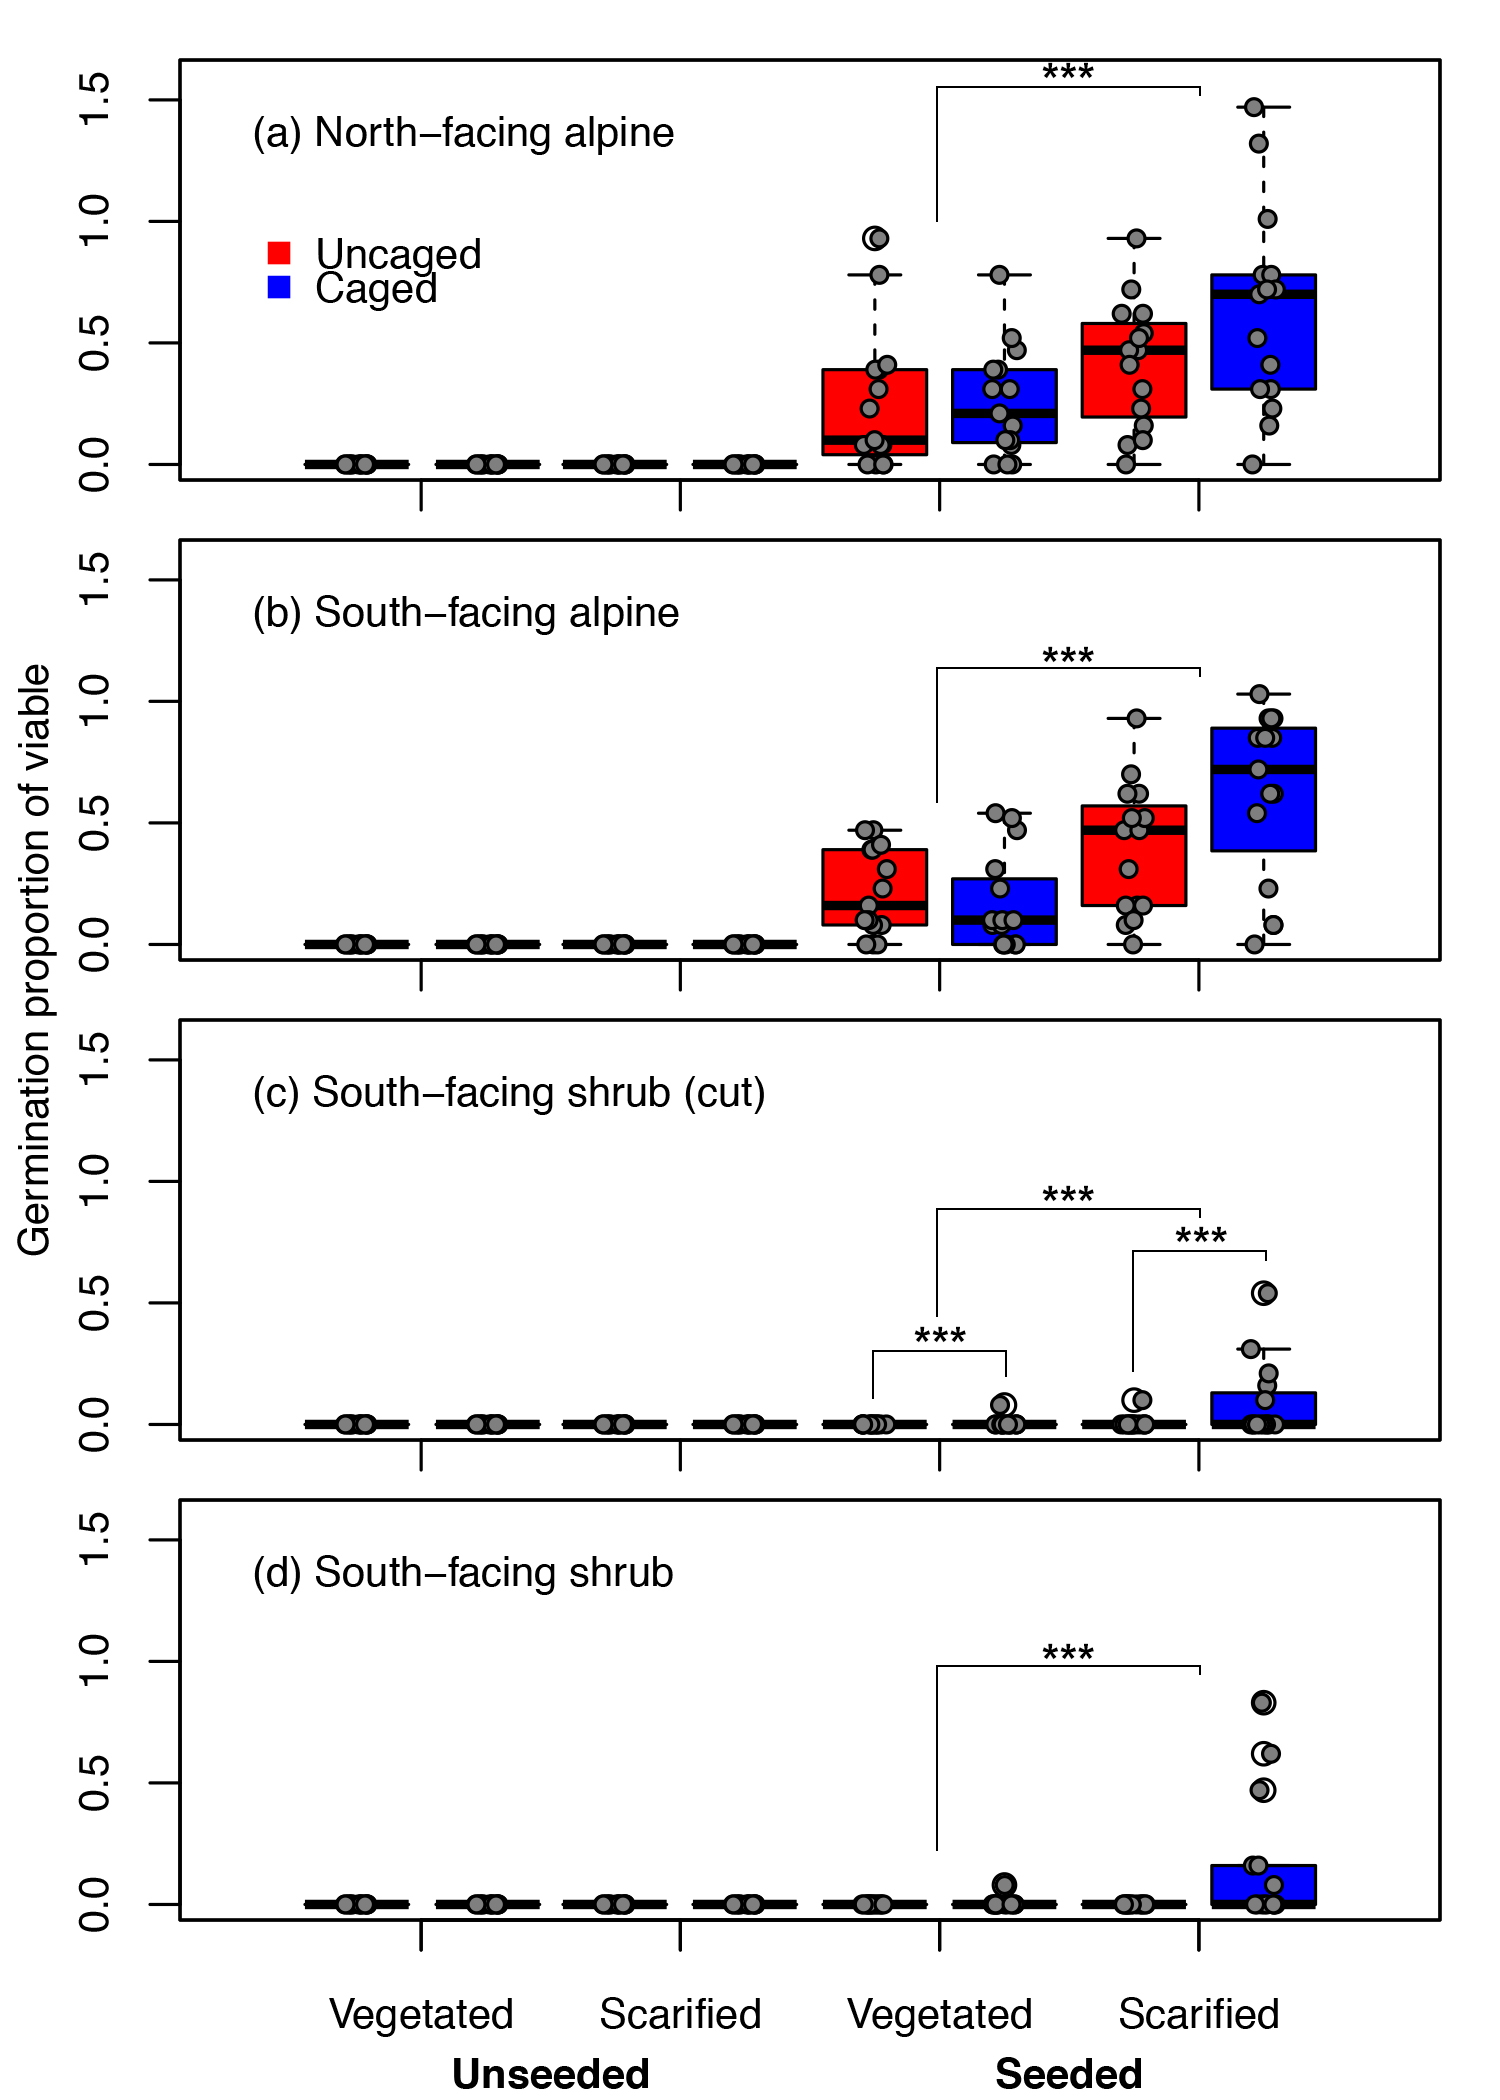 Germination proportion of viable
1.5
1.0
0.5
0.0
***
(a) North−facing alpine
Uncaged
Caged
1.5
1.0
0.5
0.0
(b) South−facing alpine
***
1.5
1.0
0.5
0.0
(c) South−facing shrub (cut)
***
***
***
1.5
1.0
0.5
0.0
(d) South−facing shrub
***
Vegetated Scarified Vegetated Scarified
Unseeded Seeded